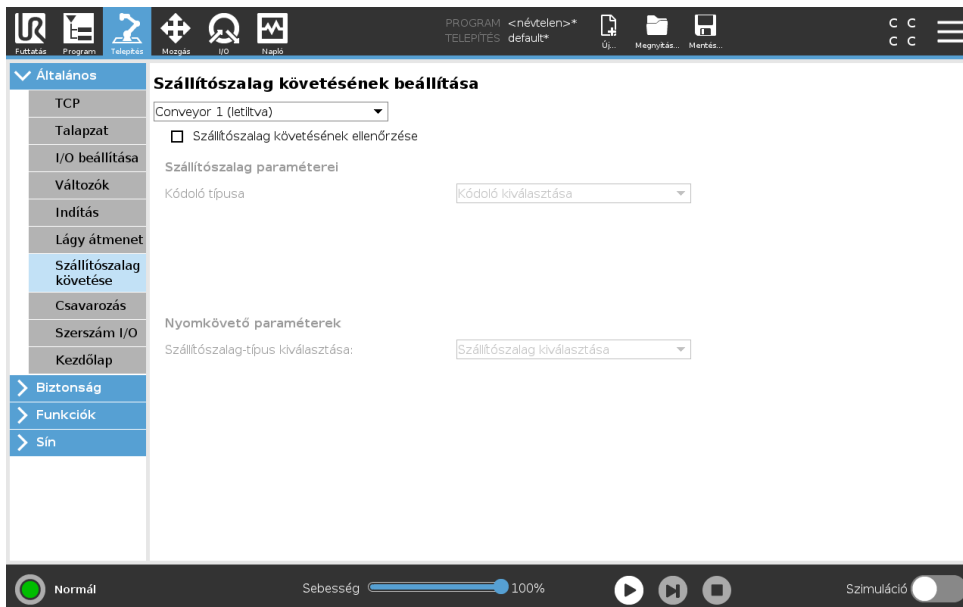 Futtatás
Program
Telepítés
Mozgás
I/O
Napló
PROGRAM <névtelen>*
TELEPÍTÉS default*
Új...
Megnyitás...
Mentés...
C C
C C
Általános
TCP
Talapzat
I/O beállítása
Változók
Indítás
Lágy átmenet
Szállítószalag
követése
Csavarozás
Szerszám I/O
Kezdőlap
Biztonság
Funkciók
Sín
Szállítószalag követésének beállítása
Conveyor 1 (letiltva)
Szállítószalag követésének ellenőrzése
Szállítószalag paraméterei
Kódoló típusa
Kódoló kiválasztása
Nyomkövető paraméterek
Szállítószalag-típus kiválasztása:
Szállítószalag kiválasztása
Normál
Sebesség
100%
Szimuláció